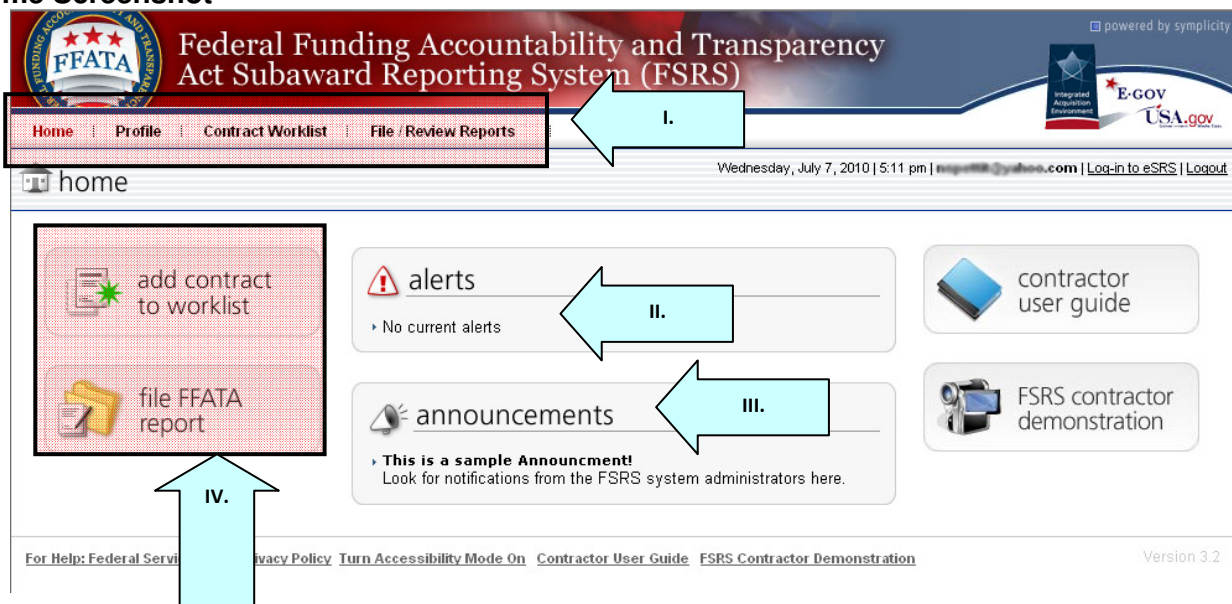 me Screenshot
FFATA
Federal Funding Accountability and Transparency
Act Subaward Reporting System (FSRS)
powered by symplicity
Integrated
Acquisition
Environment
E-GOV
USA.gov
Home Profile Contract Worklist File / Review Reports
I.
home
Wednesday, July 7, 2010 | 5:11 pm | .com | Log-in to eSRS | Logout
add contract
to worklist
alerts
No current alerts
II.
contractor
user guide
file FFATA
report
announcements
III.
This is a sample Announcment!
Look for notifications from the FSRS system administrators here.
FSRS contractor
demonstration
IV.
For Help: Federal Servi ivacy Policy Turn Accessibility Mode On Contractor User Guide FSRS Contractor Demonstration
Version 3.2